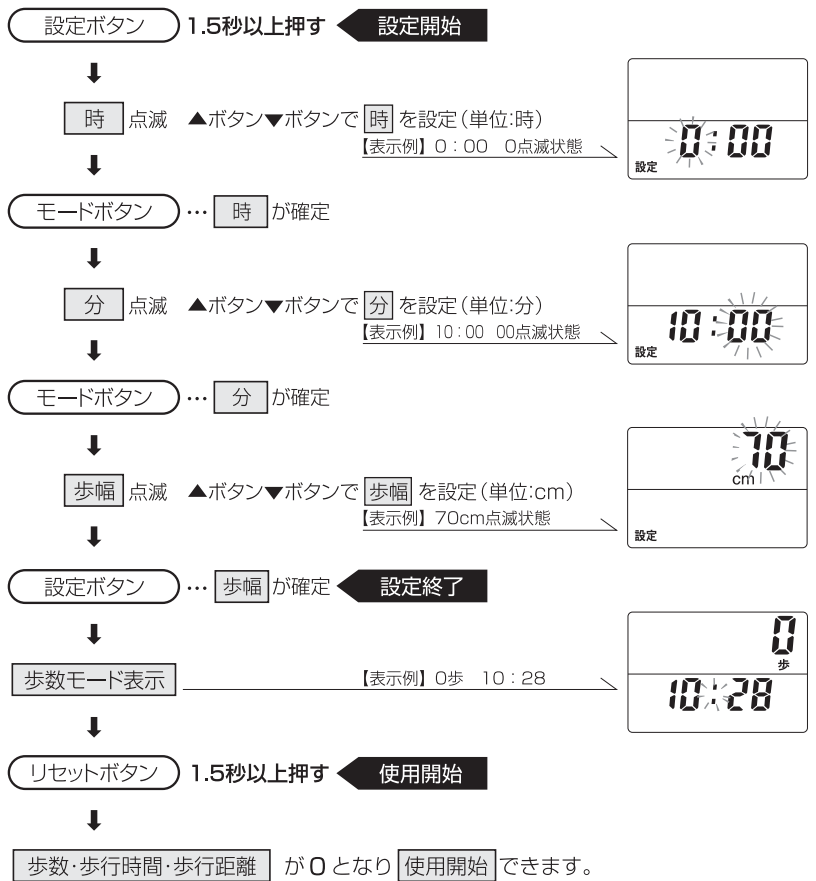 設定ボタン 1.5秒以上押す 設定開始
⬇
時 点滅 ▲ボタン▼ボタンで 時 を設定(単位:時)
【表示例】0:00 0点滅状態
0:00
設定
⬇
モードボタン … 時 が確定
⬇
分 点滅 ▲ボタン▼ボタンで 分 を設定(単位:分)
【表示例】10:00 00点滅状態
10:00
設定
⬇
モードボタン … 分 が確定
⬇
歩幅 点滅 ▲ボタン▼ボタンで 歩幅 を設定(単位:cm)
【表示例】70cm点滅状態
70
cm
設定
⬇
設定ボタン … 歩幅 が確定 設定終了
⬇
歩数モード表示 【表示例】0歩 10:28
0
歩
10:28
⬇
リセットボタン 1.5秒以上押す 使用開始
⬇
歩数・歩行時間・歩行距離 が 0 となり 使用開始 できます。